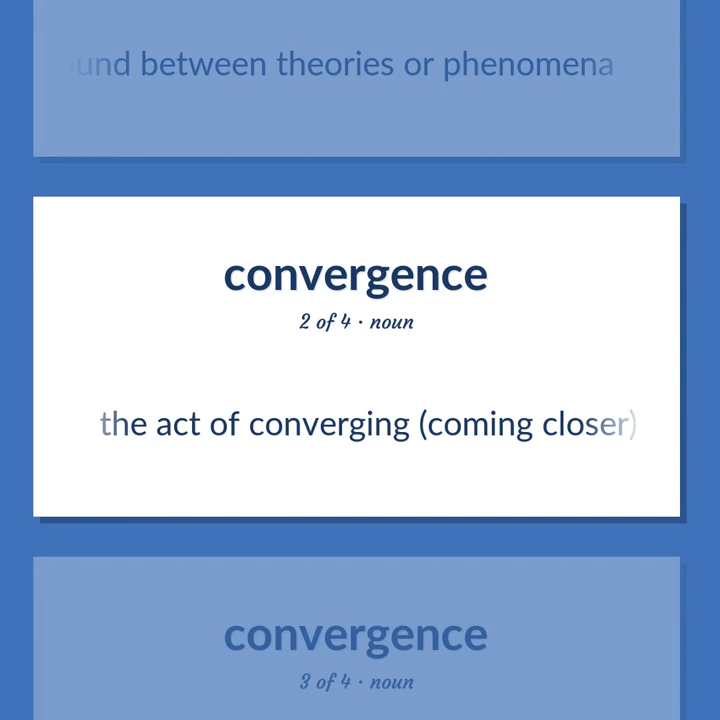 between theories or phenomena
convergence
2 of 4 · noun
the act of converging (coming closer)
convergence
3 of 4 · noun